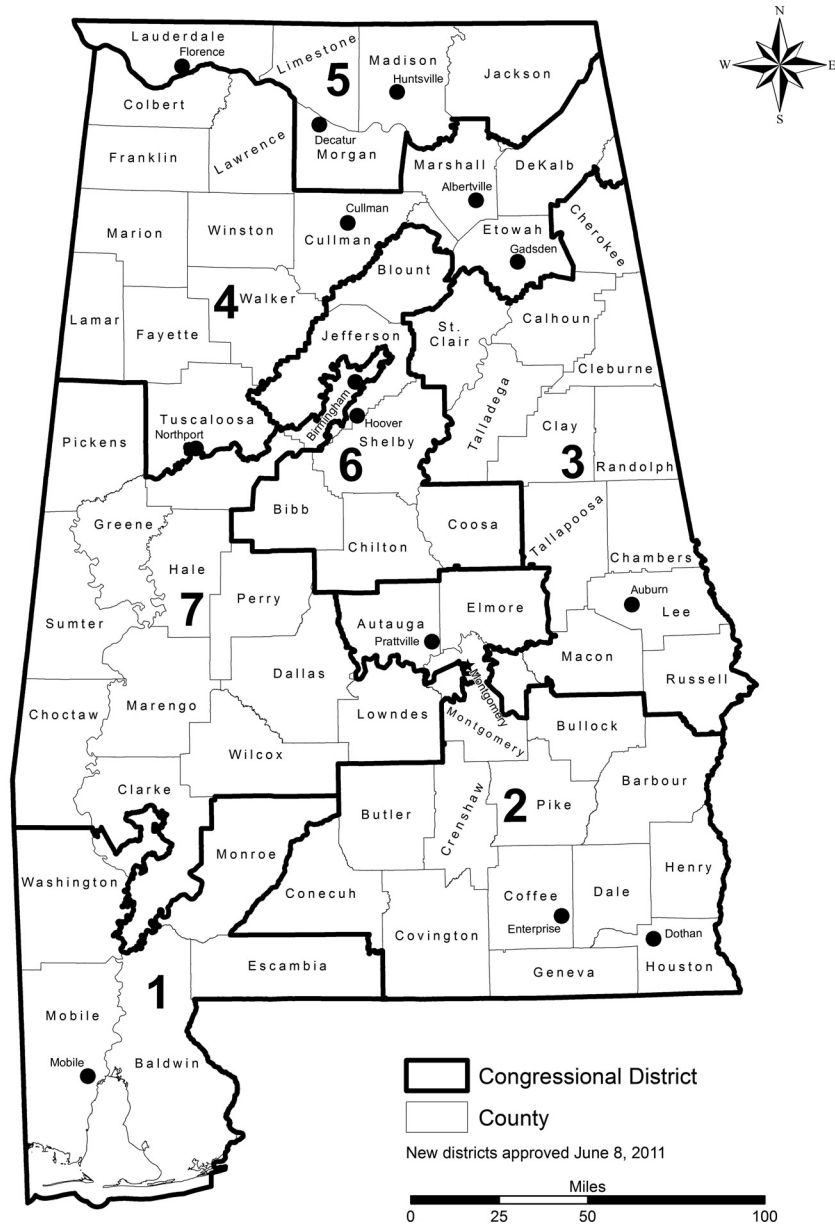 N
W E
S
Lauderdale
Florence
Limestone
Madison
Huntsville
Jackson
5
Colbert
Decatur
Morgan
Lawrence
Franklin
Marshall
Albertville
DeKalb
Cherokee
Marion
Winston
Cullman
Cullman
Etowah
Gadsden
Blount
4
Walker
Lamar
Fayette
Jefferson
St.
Clair
Calhoun
Cleburne
Talladega
Birmingham
Hoover
Shelby
Tuscaloosa
Northport
Pickens
6
Clay
3
Randolph
Greene
Bibb
Coosa
Tallapoosa
Chilton
Chambers
Hale
Perry
7
Sumter
Autauga
Prattville
Elmore
Auburn
Lee
Macon
Russell
Dallas
Montgomery
Montgomery
Choctaw
Marengo
Lowndes
Bullock
Wilcox
Clarke
Butler
Crenshaw
2
Pike
Barbour
Monroe
Washington
Conecuh
Coffee
Enterprise
Dale
Henry
Covington
Dothan
Houston
Geneva
Escambia
1
Mobile
Mobile
Baldwin
Congressional District
County
New districts approved June 8, 2011
Miles
0 25 50 100